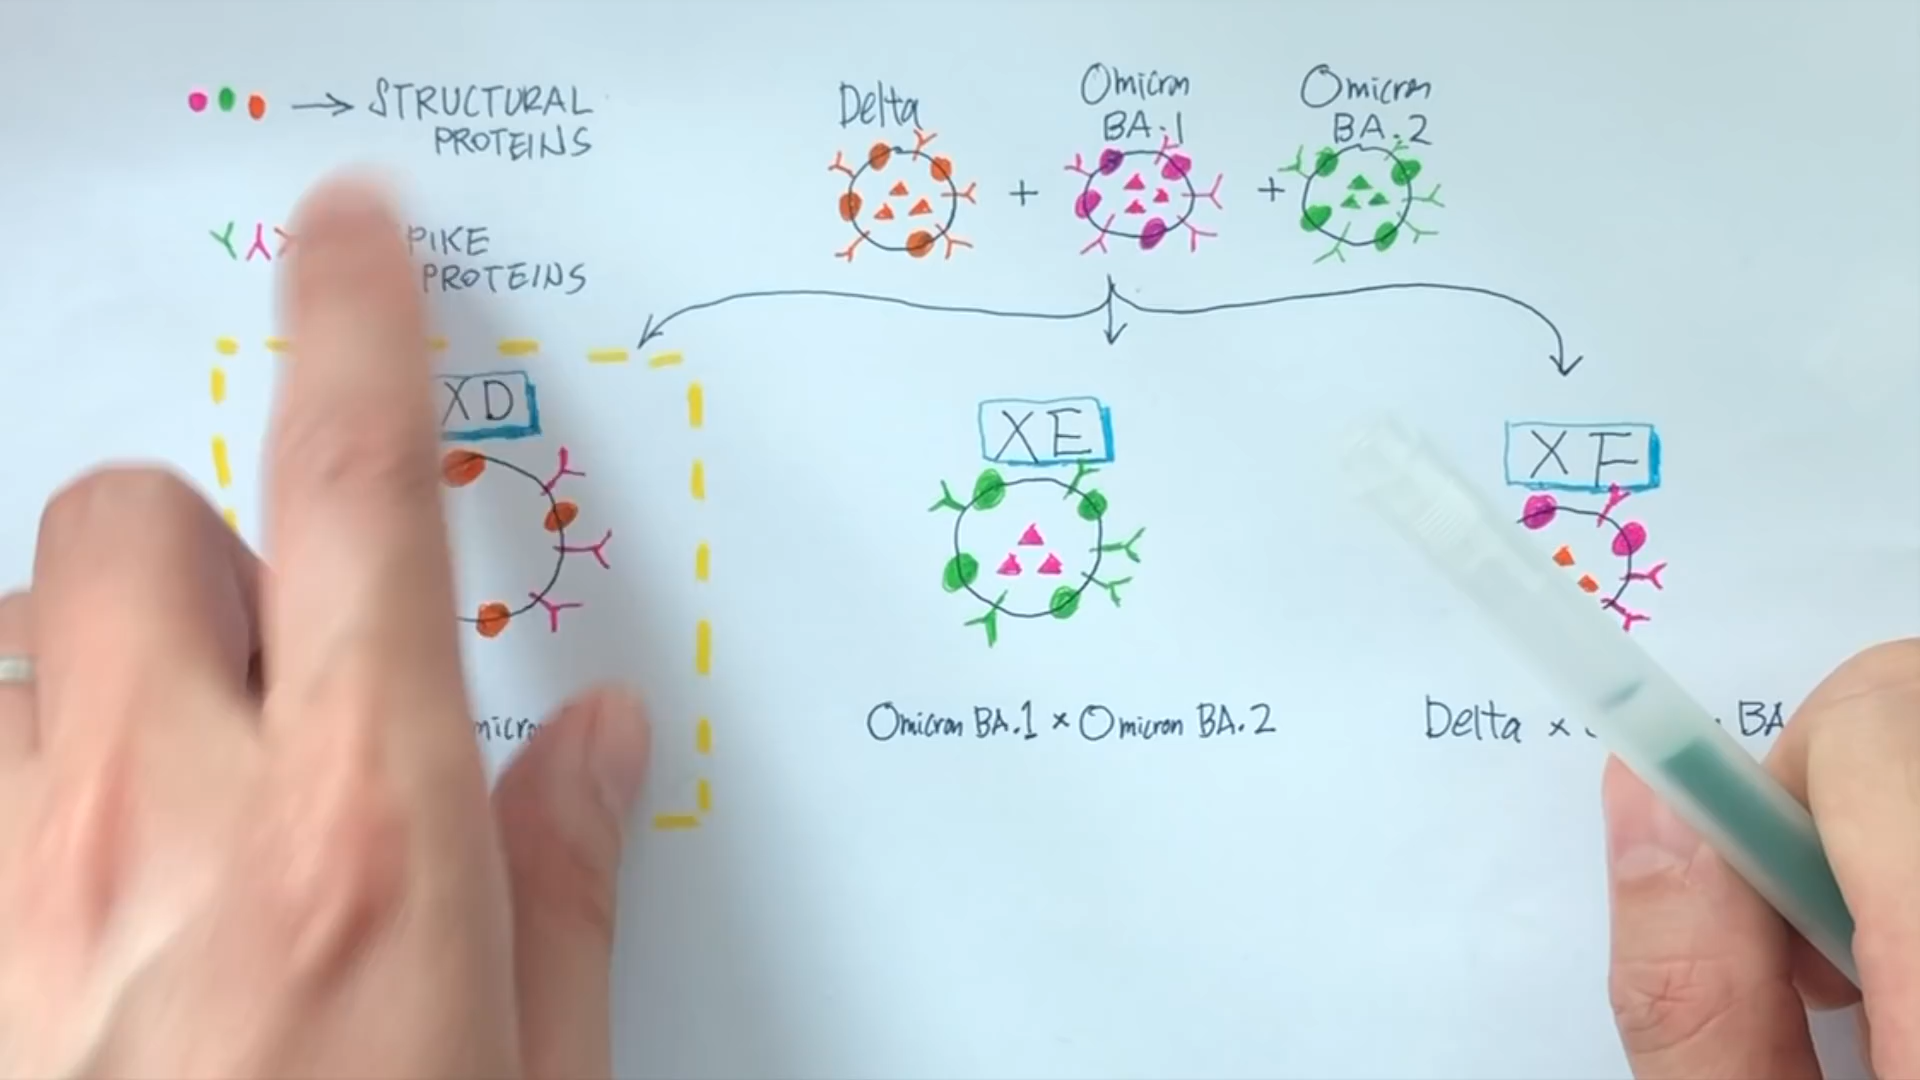 STRUCTURAL
PROTEINS
PIKE
PROTEINS
Delta
Omicron
BA.1
Omicron
BA.2
+
+
XD
XE
XF
Omicron BA.1 × Omicron BA.2
Delta ×
BA